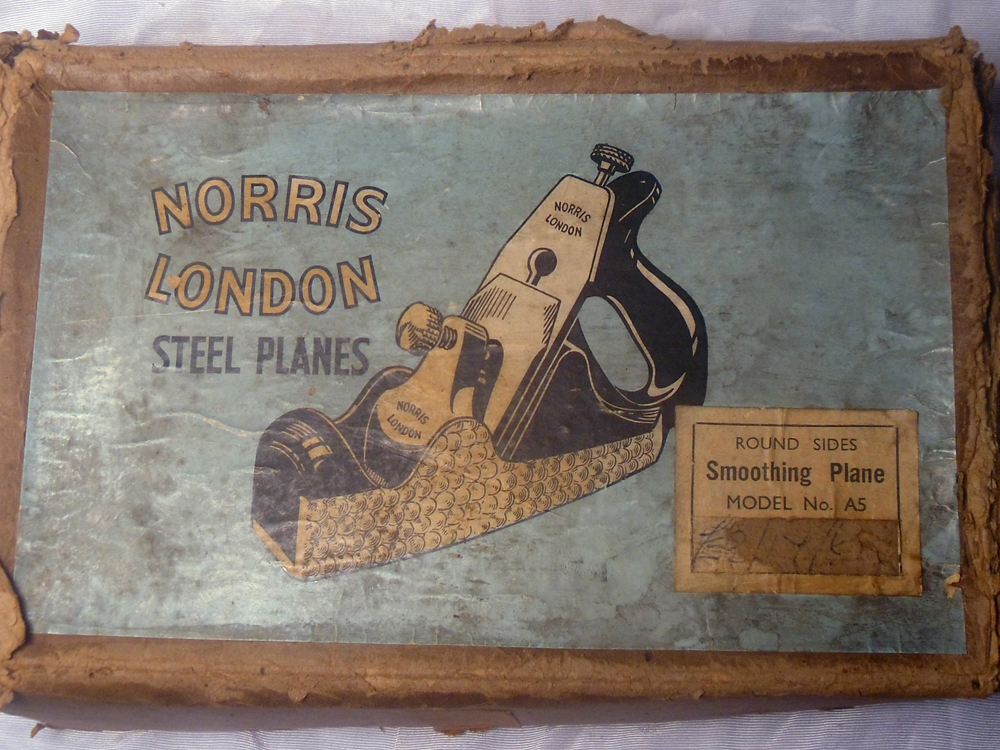 NORRIS
LONDON
STEEL PLANES
NORRIS
LONDON
NORRIS
LONDON
ROUND SIDES
Smoothing Plane
MODEL No. A5